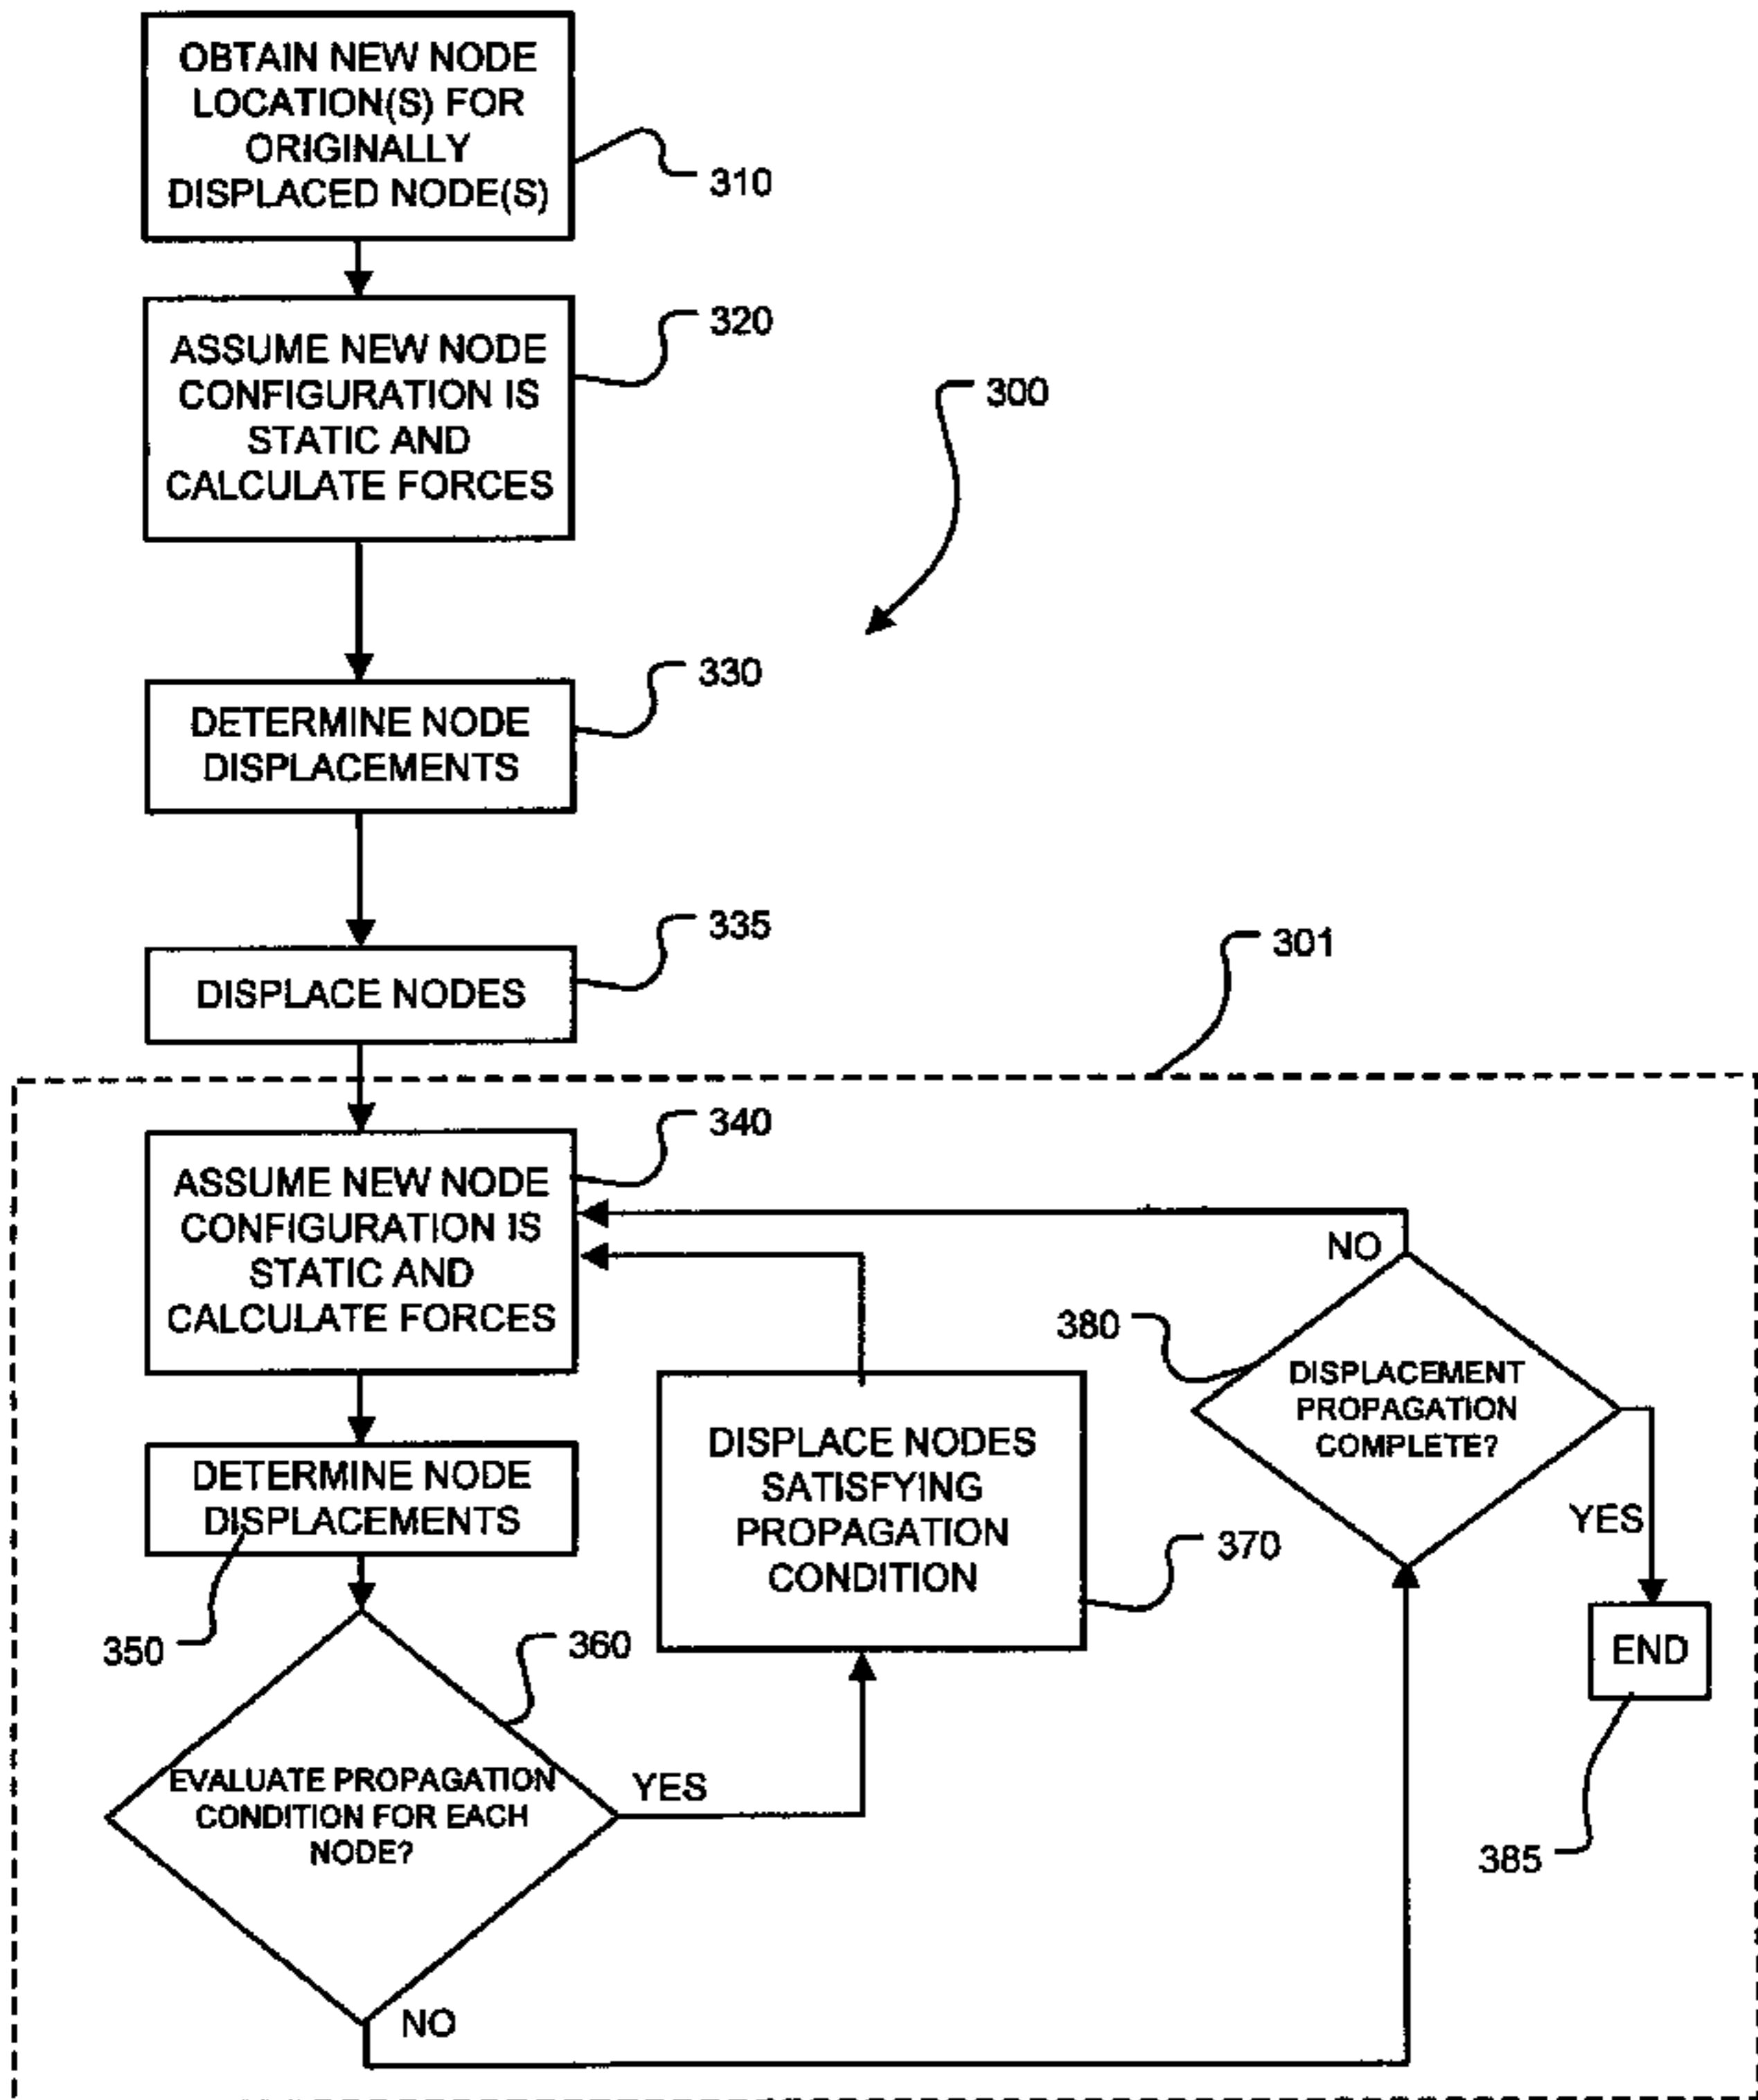 OBTAIN NEW NODE
LOCATION(S) FOR
ORIGINALLY
DISPLACED NODE(S)
310
320
ASSUME NEW NODE
CONFIGURATION IS
STATIC AND
CALCULATE FORCES
300
330
DETERMINE NODE
DISPLACEMENTS
335
DISPLACE NODES
301
340
ASSUME NEW NODE
CONFIGURATION IS
STATIC AND
CALCULATE FORCES
NO
380
DISPLACEMENT
PROPAGATION
COMPLETE?
DISPLACE NODES
SATISFYING
PROPAGATION
CONDITION
370
YES
DETERMINE NODE
DISPLACEMENTS
350
360
END
385
EVALUATE PROPAGATION
CONDITION FOR EACH
NODE?
YES
NO